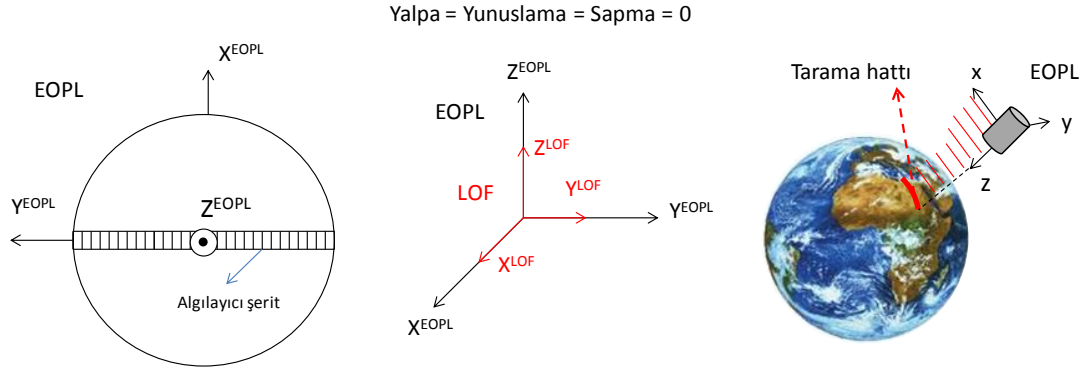 Yalpa = Yunuslama = Sapma = 0
EOPL
X^EOPL
Y^EOPL
Z^EOPL
Algılayıcı şerit
Z^EOPL
EOPL
Z^LOF
LOF
Y^LOF
Y^EOPL
X^LOF
X^EOPL
Tarama hattı
x
EOPL
y
z